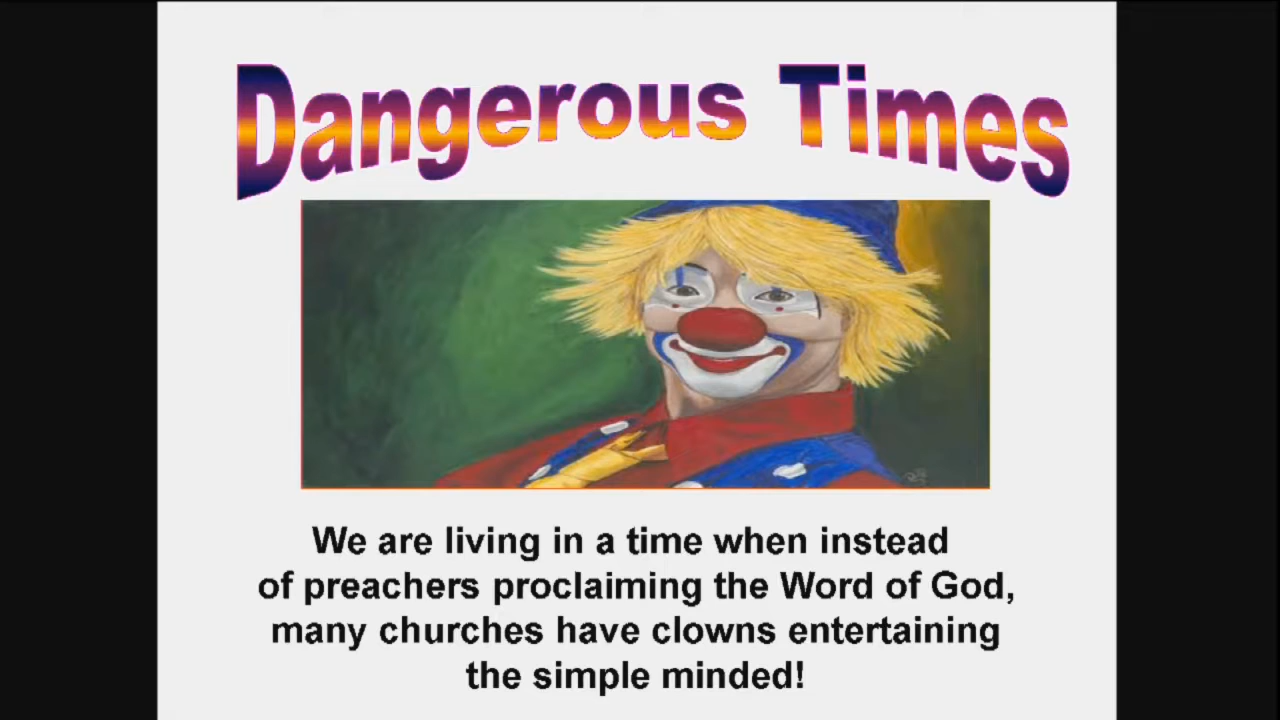 Dangerous Times
We are living in a time when instead
of preachers proclaiming the Word of God,
many churches have clowns entertaining
the simple minded!